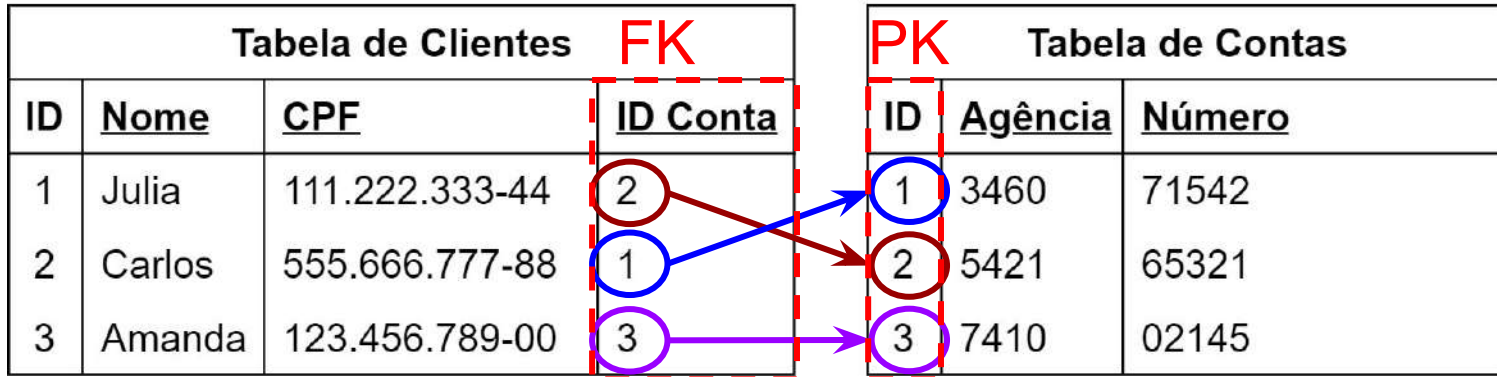 Tabela de Clientes FK
ID Nome CPF ID Conta
1 Julia 111.222.333-44 2
2 Carlos 555.666.777-88 1
3 Amanda 123.456.789-00 3
PK Tabela de Contas
ID Agência Número
1 3460 71542
2 5421 65321
3 7410 02145